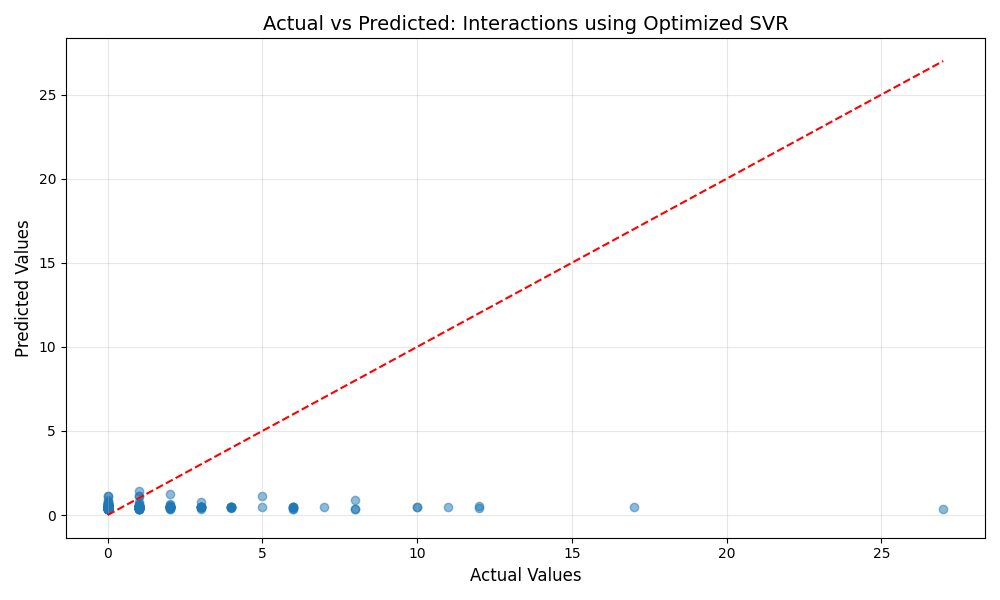 Actual vs Predicted: Interactions using Optimized SVR
Predicted Values
25
20
15
10
5
0
0 5 10 15 20 25
Actual Values